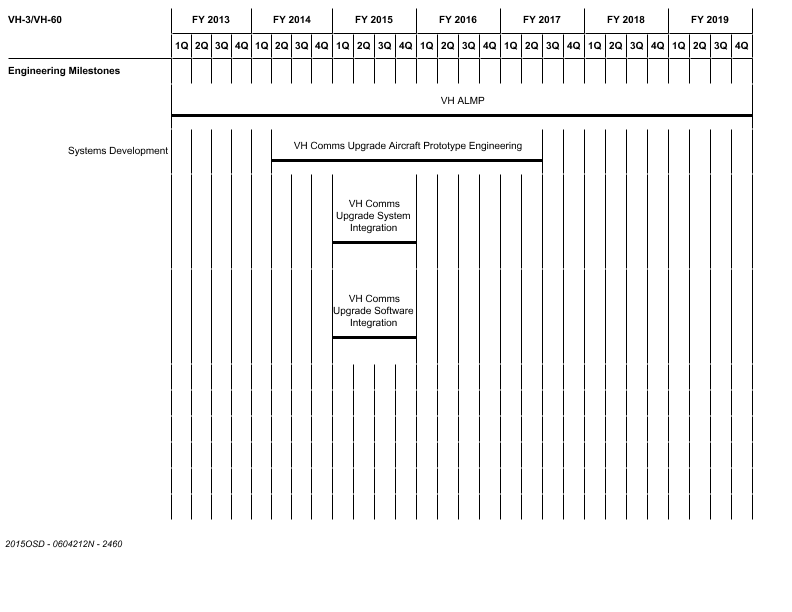 VH-3/VH-60 FY 2013 FY 2014 FY 2015 FY 2016 FY 2017 FY 2018 FY 2019
1Q 2Q 3Q 4Q 1Q 2Q 3Q 4Q 1Q 2Q 3Q 4Q 1Q 2Q 3Q 4Q 1Q 2Q 3Q 4Q 1Q 2Q 3Q 4Q 1Q 2Q 3Q 4Q
Engineering Milestones
VH ALMP
Systems Development VH Comms Upgrade Aircraft Prototype Engineering
VH Comms
Upgrade System
Integration
VH Comms
Upgrade Software
Integration
2015OSD - 0604212N - 2460